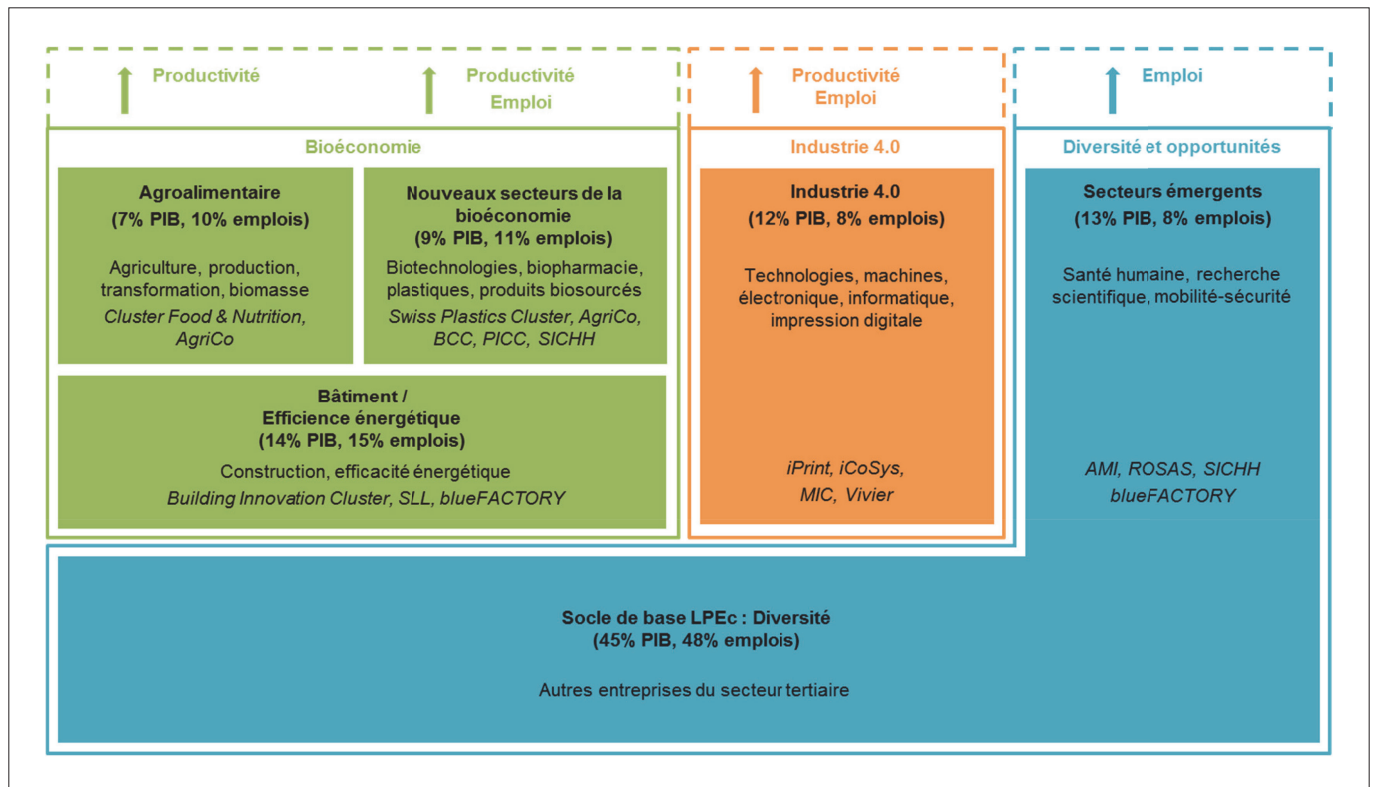 Productivité
Productivité
Emploi
Productivité
Emploi
Emploi
Bioéconomie
Industrie 4.0
Diversité et opportunités
Agroalimentaire
(7% PIB, 10% emplois)
Agriculture, production,
transformation, biomasse
Cluster Food & Nutrition,
AgriCo
Nouveaux secteurs de la
bioéconomie
(9% PIB, 11% emplois)
Biotechnologies, biopharmacie,
plastiques, produits biosourcés
Swiss Plastics Cluster, AgriCo,
BCC, PICC, SICHH
Bâtiment /
Efficience énergétique
(14% PIB, 15% emplois)
Construction, efficacité énergétique
Building Innovation Cluster, SLL, blueFACTORY
Industrie 4.0
(12% PIB, 8% emplois)
Technologies, machines,
électronique, informatique,
impression digitale
iPrint, iCoSys,
MIC, Vivier
Secteurs émergents
(13% PIB, 8% emplois)
Santé humaine, recherche
scientifique, mobilité-sécurité
AMI, ROSAS, SICHH
blueFACTORY
Socle de base LPEc : Diversité
(45% PIB, 48% emplois)
Autres entreprises du secteur tertiaire